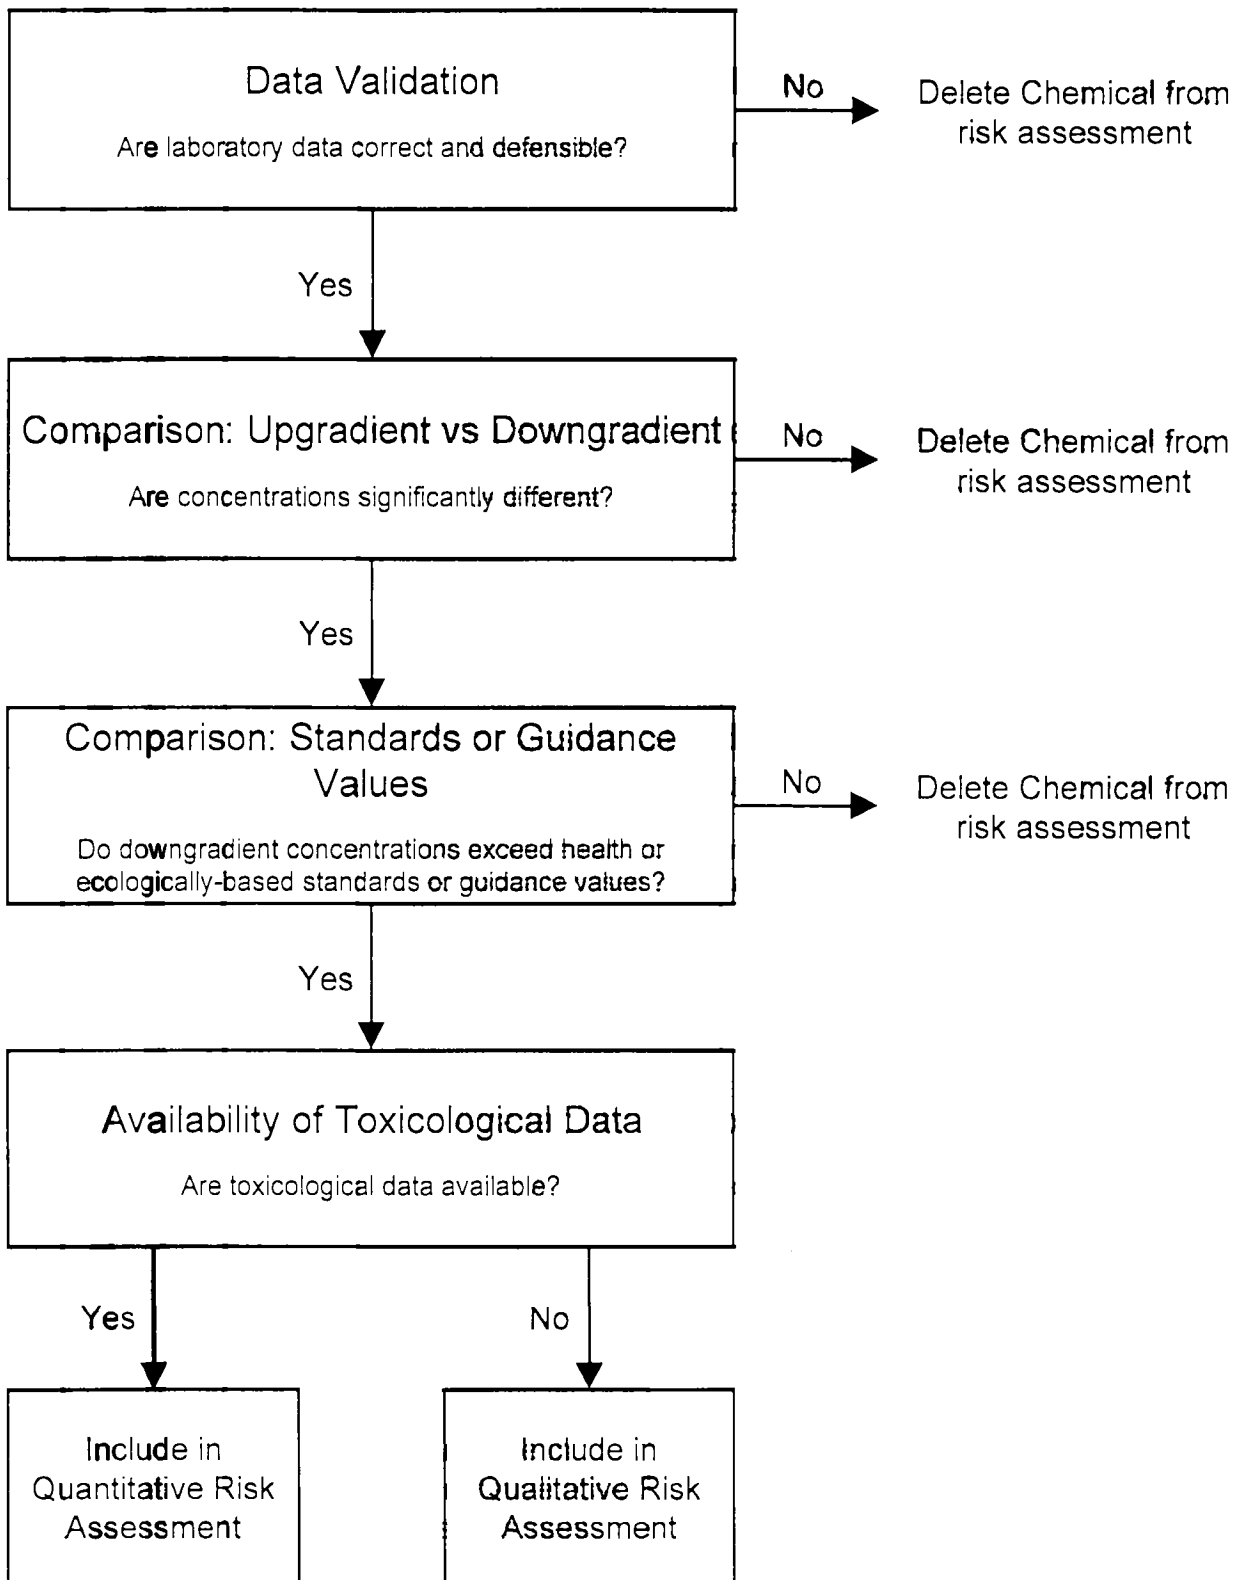 Data Validation
Are laboratory data correct and defensible?
No
Delete Chemical from
risk assessment
Yes
Comparison: Upgradient vs Downgradient
Are concentrations significantly different?
No
Delete Chemical from
risk assessment
Yes
Comparison: Standards or Guidance
Values
Do downgradient concentrations exceed health or
ecologically-based standards or guidance values?
No
Delete Chemical from
risk assessment
Yes
Availability of Toxicological Data
Are toxicological data available?
Yes
No
Include in
Quantitative Risk
Assessment
Include in
Qualitative Risk
Assessment